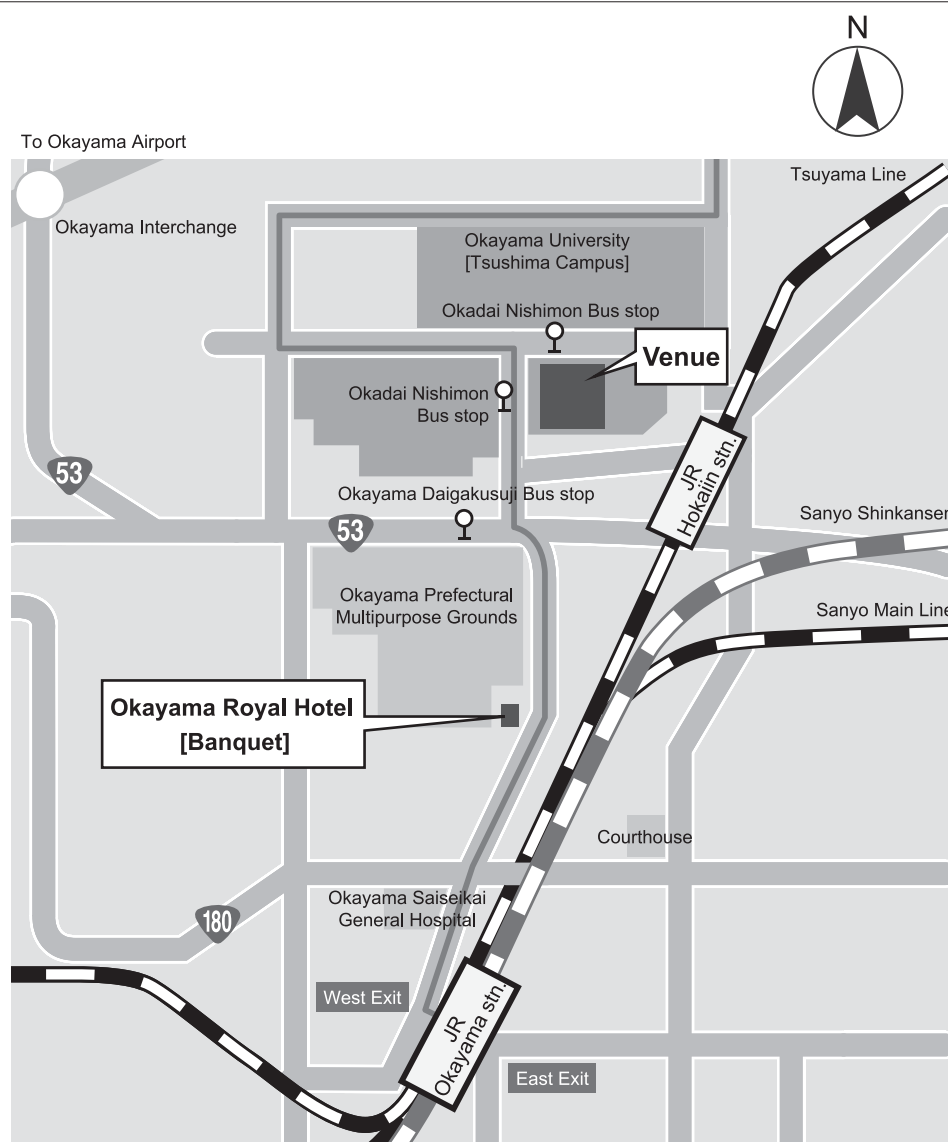 N
To Okayama Airport
Tsuyama Line
Okayama Interchange
Okayama University
[Tsushima Campus]
Okadai Nishimon Bus stop
Venue
Okadai Nishimon
Bus stop
JR
Hokaiin stn.
53
Okayama Daigakusuji Bus stop
53
Sanyo Shinkansen
Okayama Prefectural
Multipurpose Grounds
Sanyo Main Line
Okayama Royal Hotel
[Banquet]
Courthouse
Okayama Saiseikai
General Hospital
180
West Exit
JR
Okayama stn.
East Exit